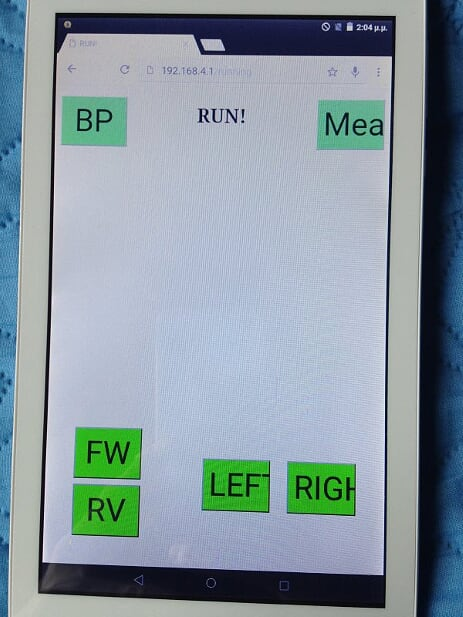 2:04 μ.μ.
RUN!
192.168.4.1/running
BP
RUN!
Mea
FW
RV
LEFT
RIGH